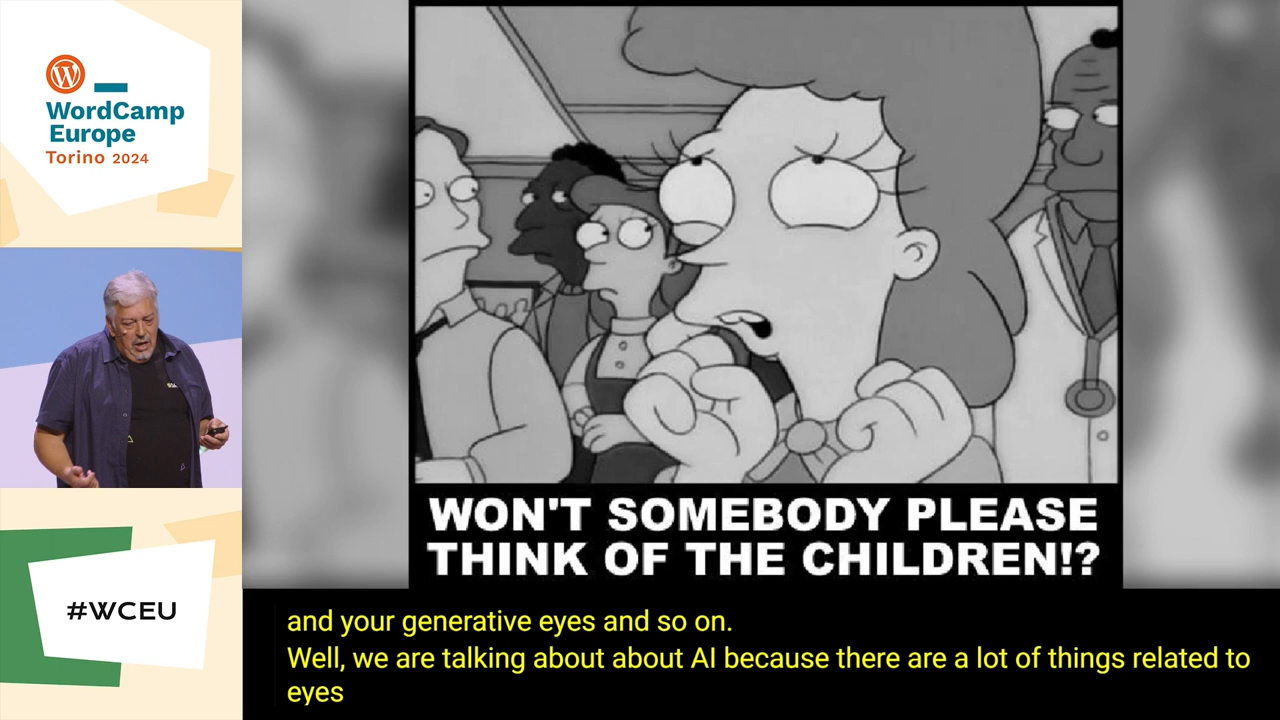 WordCamp
Europe
Torino 2024
#WCEU
WON'T SOMEBODY PLEASE
THINK OF THE CHILDREN!?
and your generative eyes and so on.
Well, we are talking about about AI because there are a lot of things related to
eyes